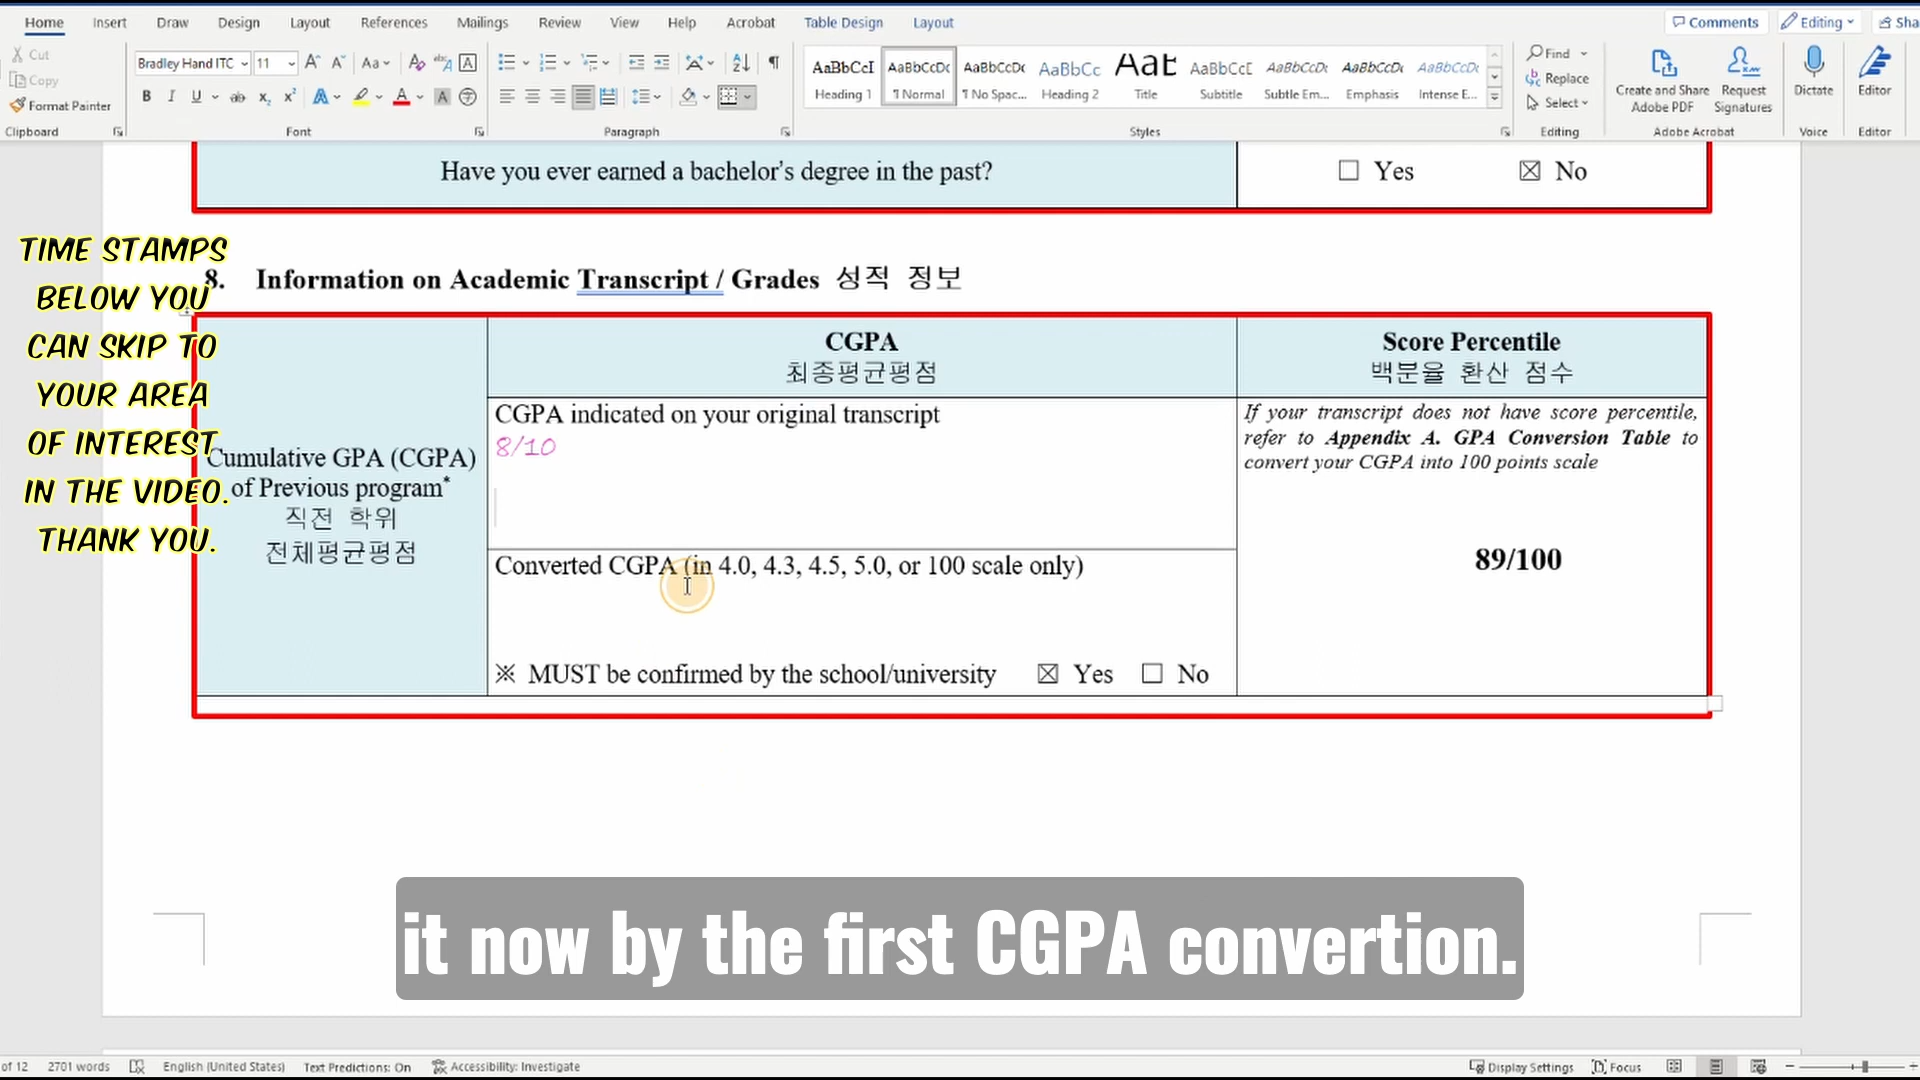 Home Insert Draw Design Layout References Mailings Review View Help Acrobat Table Design Layout Comments Editing
Cut
Copy
Format Painter
Clipboard
Bradley Hand ITC 11
Font
Paragraph
AaBbCcI AaBbCcDc AaBbCcDc AaBbCc AaB AaBbCcD AaBbCcDc AaBbCcDc AaBbCcDc
Heading 1 ¶ Normal ¶ No Spac... Heading 2 Title Subtitle Subtle Em... Emphasis Intense E...
Styles
Find
Replace
Select
Editing
Create and Share Adobe PDF
Request Signatures
Adobe Acrobat
Dictate
Voice
Editor
Editor
Have you ever earned a bachelor's degree in the past? ☐ Yes ☒ No
TIME STAMPS
BELOW YOU
CAN SKIP TO
YOUR AREA
OF INTEREST
IN THE VIDEO.
THANK YOU.
8. Information on Academic Transcript / Grades 성적 정보
Cumulative GPA (CGPA)
of Previous program*
직전 학위
전체평균평점
CGPA
최종평균평점
CGPA indicated on your original transcript
8/10
Converted CGPA (in 4.0, 4.3, 4.5, 5.0, or 100 scale only)
※ MUST be confirmed by the school/university ☒ Yes ☐ No
Score Percentile
백분율 환산 점수
If your transcript does not have score percentile,
refer to Appendix A. GPA Conversion Table to
convert your CGPA into 100 points scale
89/100
it now by the first CGPA convertion.
of 12 2701 words English (United States) Text Predictions: On Accessibility: Investigate Display Settings Focus